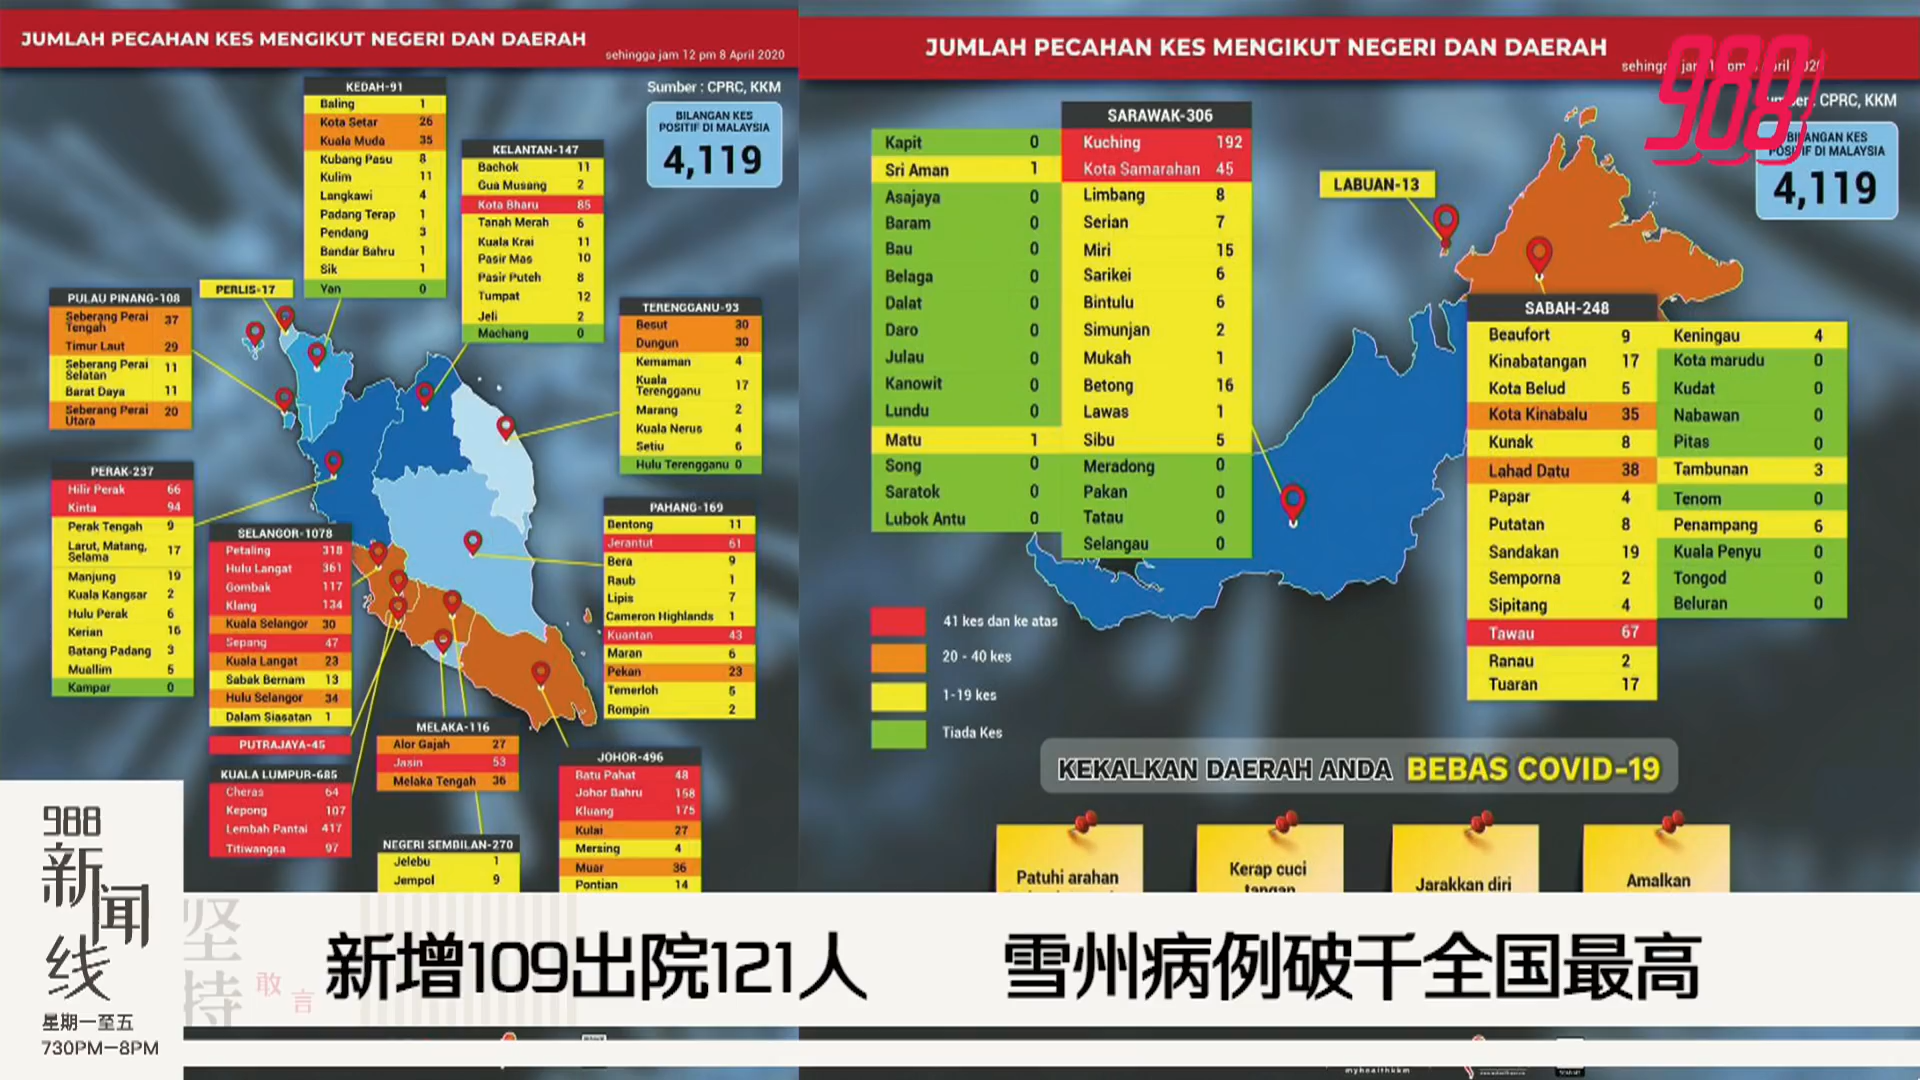 JUMLAH PECAHAN KES MENGIKUT NEGERI DAN DAERAH
sehingga jam 12 pm 8 April 2020
Sumber : CPRC, KKM
BILANGAN KES
POSITIF DI MALAYSIA
4,119
KEDAH-91
Baling 1
Kota Setar 26
Kuala Muda 35
Kubang Pasu 8
Kulim 11
Langkawi 4
Padang Terap 1
Pendang 3
Bandar Bahru 1
Sik 1
Yan 0
KELANTAN-147
Bachok 11
Gua Musang 2
Kota Bharu 85
Tanah Merah 6
Kuala Krai 11
Pasir Mas 10
Pasir Puteh 8
Tumpat 12
Jeli 2
Machang 0
PERLIS-17
PULAU PINANG-108
Seberang Perai
Tengah 37
Timur Laut 29
Seberang Perai
Selatan 11
Barat Daya 11
Seberang Perai
Utara 20
TERENGGANU-93
Besut 30
Dungun 30
Kemaman 4
Kuala
Terengganu 17
Marang 2
Kuala Nerus 4
Setiu 6
Hulu Terengganu 0
PERAK-237
Hilir Perak 66
Kinta 94
Perak Tengah 9
Larut, Matang,
Selama 17
Manjung 19
Kuala Kangsar 2
Hulu Perak 6
Kerian 16
Batang Padang 3
Muallim 5
Kampar 0
SELANGOR-1078
Petaling 318
Hulu Langat 361
Gombak 117
Klang 134
Kuala Selangor 30
Sepang 47
Kuala Langat 23
Sabak Bernam 13
Hulu Selangor 34
Dalam Siasatan 1
PAHANG-169
Bentong 11
Jerantut 61
Bera 9
Raub 1
Lipis 7
Cameron Highlands 1
Kuantan 43
Maran 6
Pekan 23
Temerloh 5
Rompin 2
PUTRAJAYA-45
KUALA LUMPUR-685
Cheras 64
Kepong 107
Lembah Pantai 417
Titiwangsa 97
MELAKA-116
Alor Gajah 27
Jasin 53
Melaka Tengah 36
NEGERI SEMBILAN-270
Jelebu 1
Jempol 9
JOHOR-496
Batu Pahat 48
Johor Bahru 158
Kluang 175
Kulai 27
Mersing 4
Muar 36
Pontian 14
JUMLAH PECAHAN KES MENGIKUT NEGERI DAN DAERAH
988
CPRC, KKM
BILANGAN KES
POSITIF DI MALAYSIA
4,119
Kapit 0
Sri Aman 1
Asajaya 0
Baram 0
Bau 0
Belaga 0
Dalat 0
Daro 0
Julau 0
Kanowit 0
Lundu 0
Matu 1
Song 0
Saratok 0
Lubok Antu 0
SARAWAK-306
Kuching 192
Kota Samarahan 45
Limbang 8
Serian 7
Miri 15
Sarikei 6
Bintulu 6
Simunjan 2
Mukah 1
Betong 16
Lawas 1
Sibu 5
Meradong 0
Pakan 0
Tatau 0
Selangau 0
LABUAN-13
SABAH-248
Beaufort 9
Kinabatangan 17
Kota Belud 5
Kota Kinabalu 35
Kunak 8
Lahad Datu 38
Papar 4
Putatan 8
Sandakan 19
Semporna 2
Sipitang 4
Tawau 67
Ranau 2
Tuaran 17
Keningau 4
Kota marudu 0
Kudat 0
Nabawan 0
Pitas 0
Tambunan 3
Tenom 0
Penampang 6
Kuala Penyu 0
Tongod 0
Beluran 0
41 kes dan ke atas
20 - 40 kes
1-19 kes
Tiada Kes
KEKALKAN DAERAH ANDA BEBAS COVID-19
Patuhi arahan
Kerap cuci
tangan
Jarakkan diri
Amalkan
988
新闻线
星期一至五
730PM—8PM
坚持
敢言
新增109出院121人 雪州病例破千全国最高
myhealthkkm